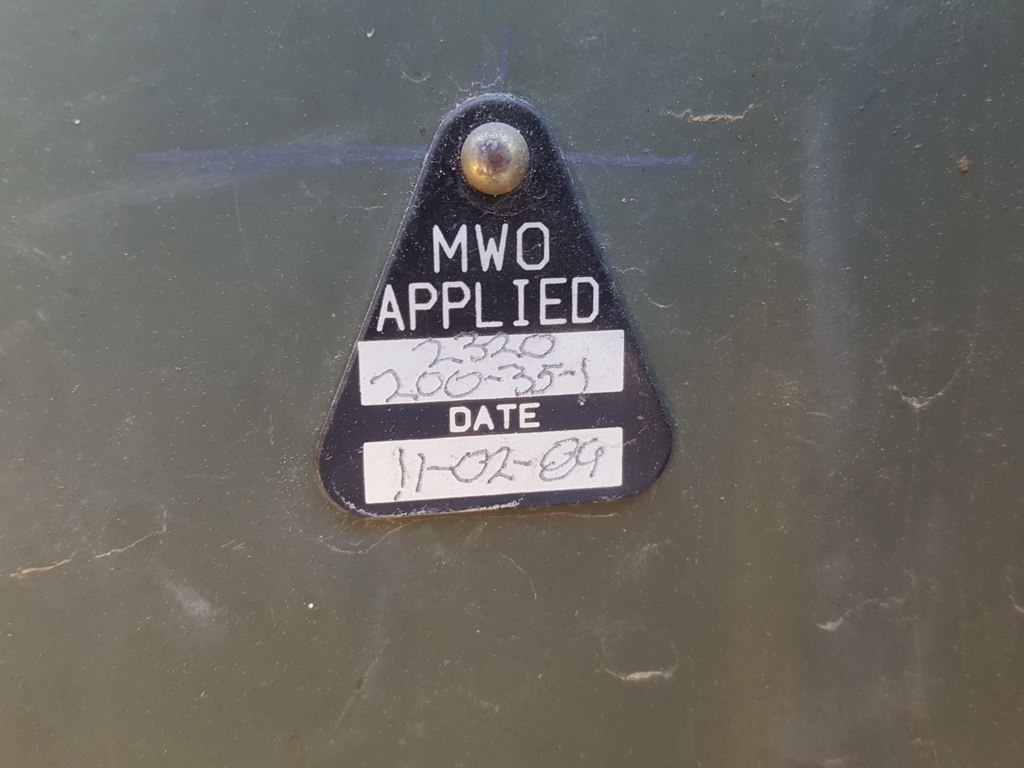 MWO
APPLIED
2320
200-35-1
DATE
11-02-09